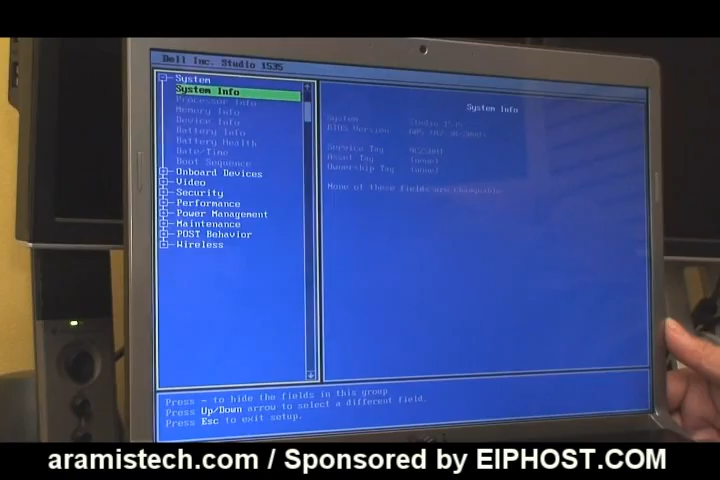 Dell Inc. Studio 1535
System
System Info
Processor Info
Memory Info
Device Info
Battery Info
Battery Health
Date/Time
Boot Sequence
Onboard Devices
Video
Security
Performance
Power Management
Maintenance
POST Behavior
Wireless
System Info
System Studio 1535
BIOS Version
Service Tag
Asset Tag (none)
Ownership Tag (none)
None of these fields are changeable
Press - to hide the fields in this group
Press Up/Down arrow to select a different field.
Press Esc to exit setup.
aramistech.com / Sponsored by EIPHOST.COM